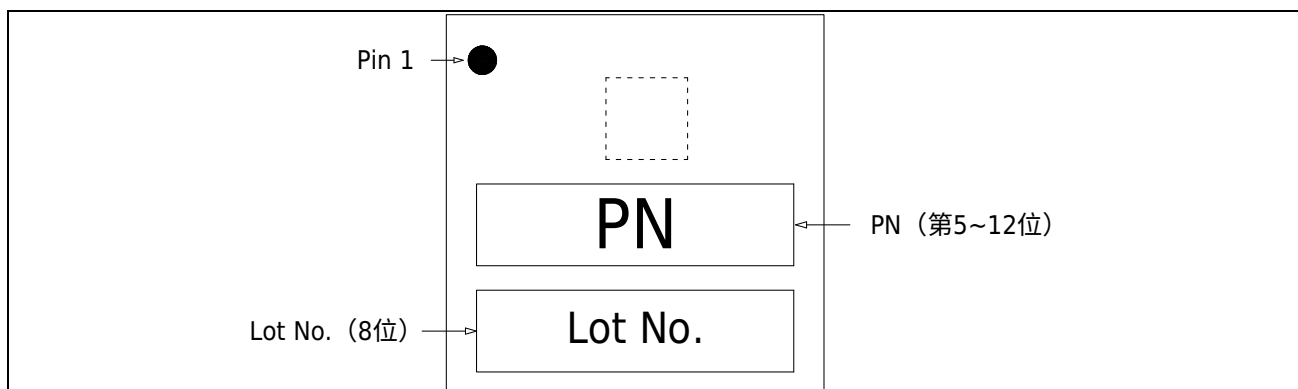 Pin 1
PN
PN（第5~12位）
Lot No.（8位）
Lot No.